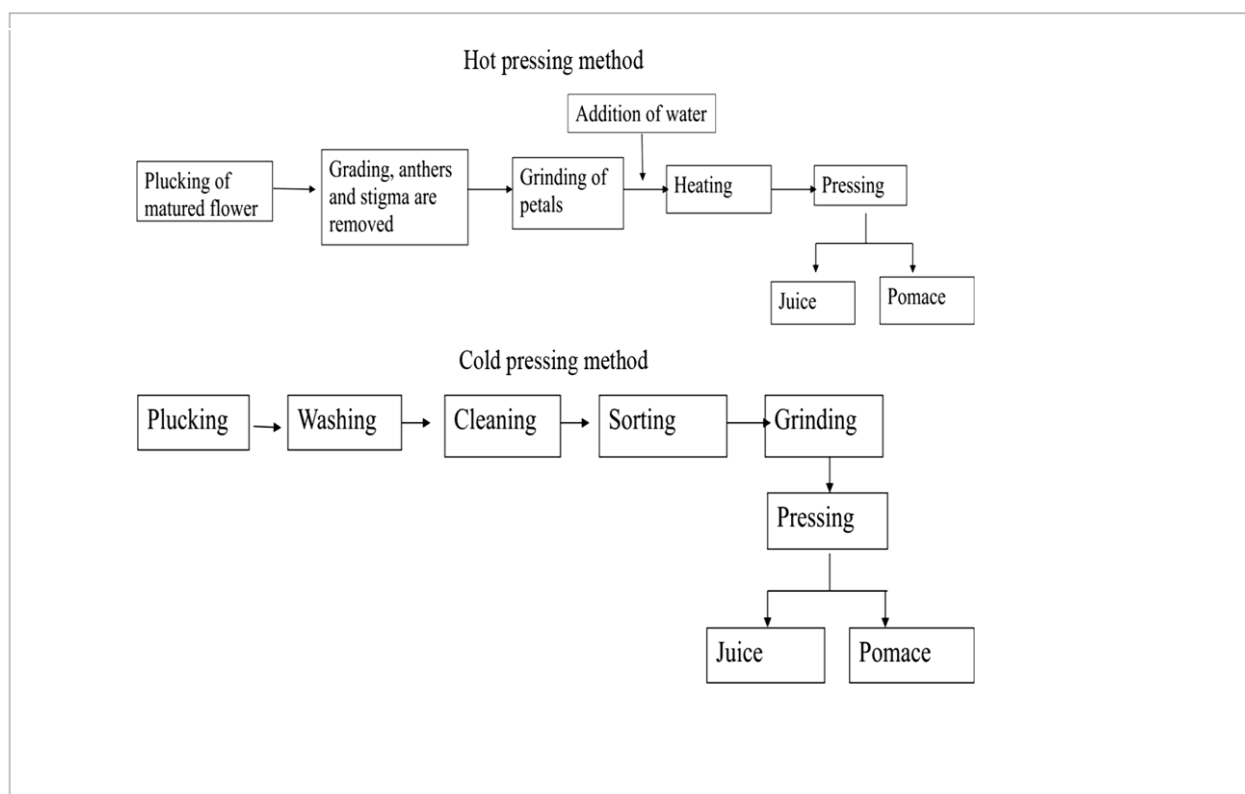 Hot pressing method
Addition of water
Plucking of
matured flower
Grading, anthers
and stigma are
removed
Grinding of
petals
Heating
Pressing
Juice
Pomace
Cold pressing method
Plucking
Washing
Cleaning
Sorting
Grinding
Pressing
Juice
Pomace